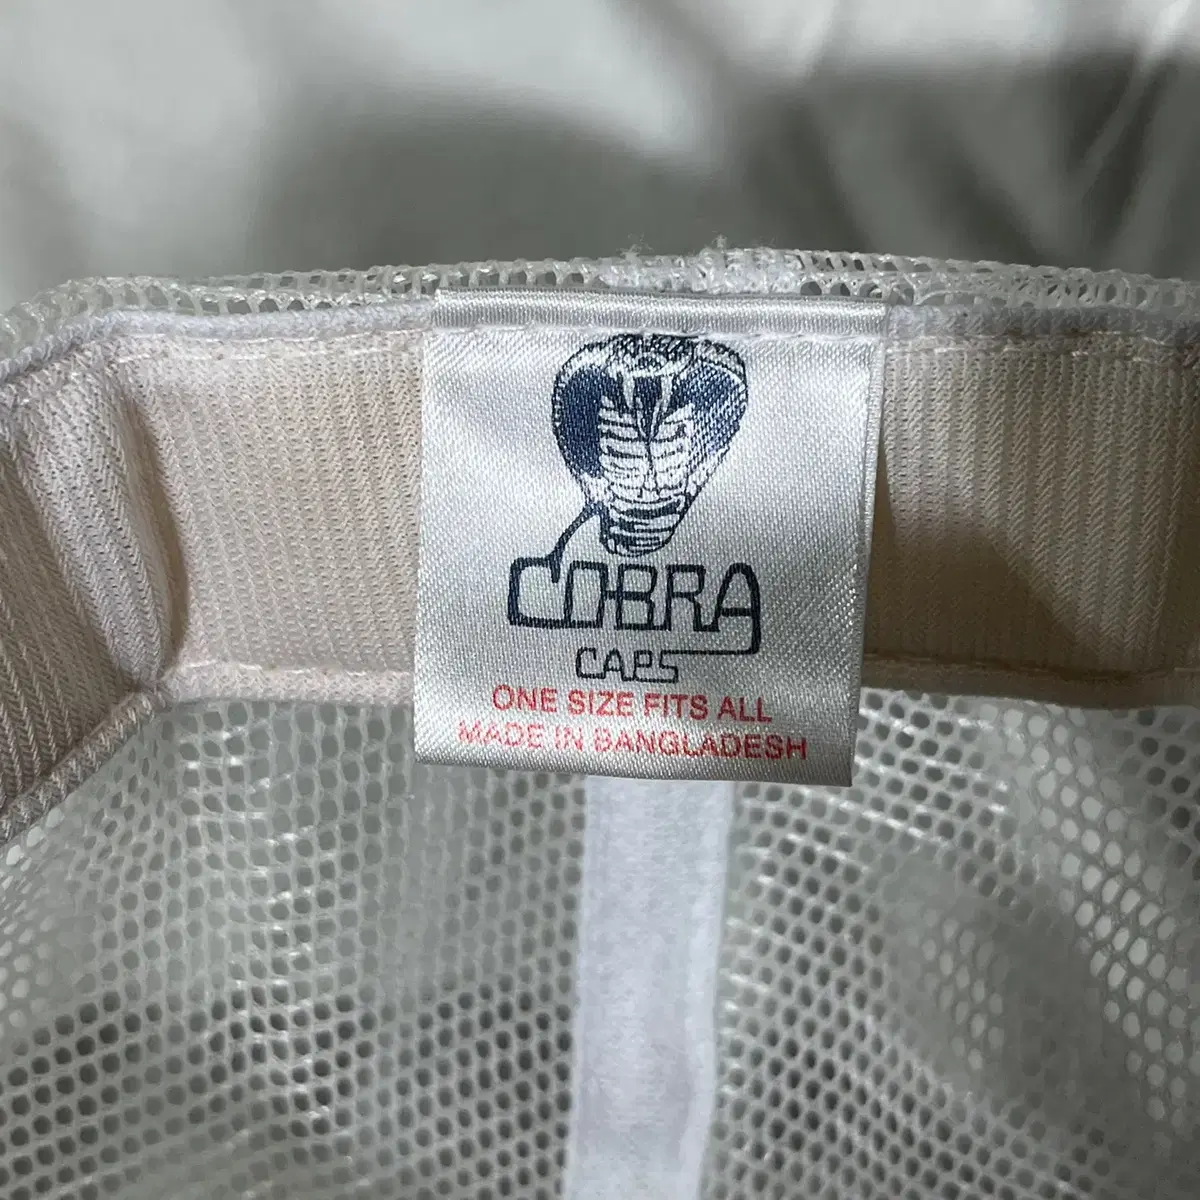 COBRA
CAPS
ONE SIZE FITS ALL
MADE IN BANGLADESH